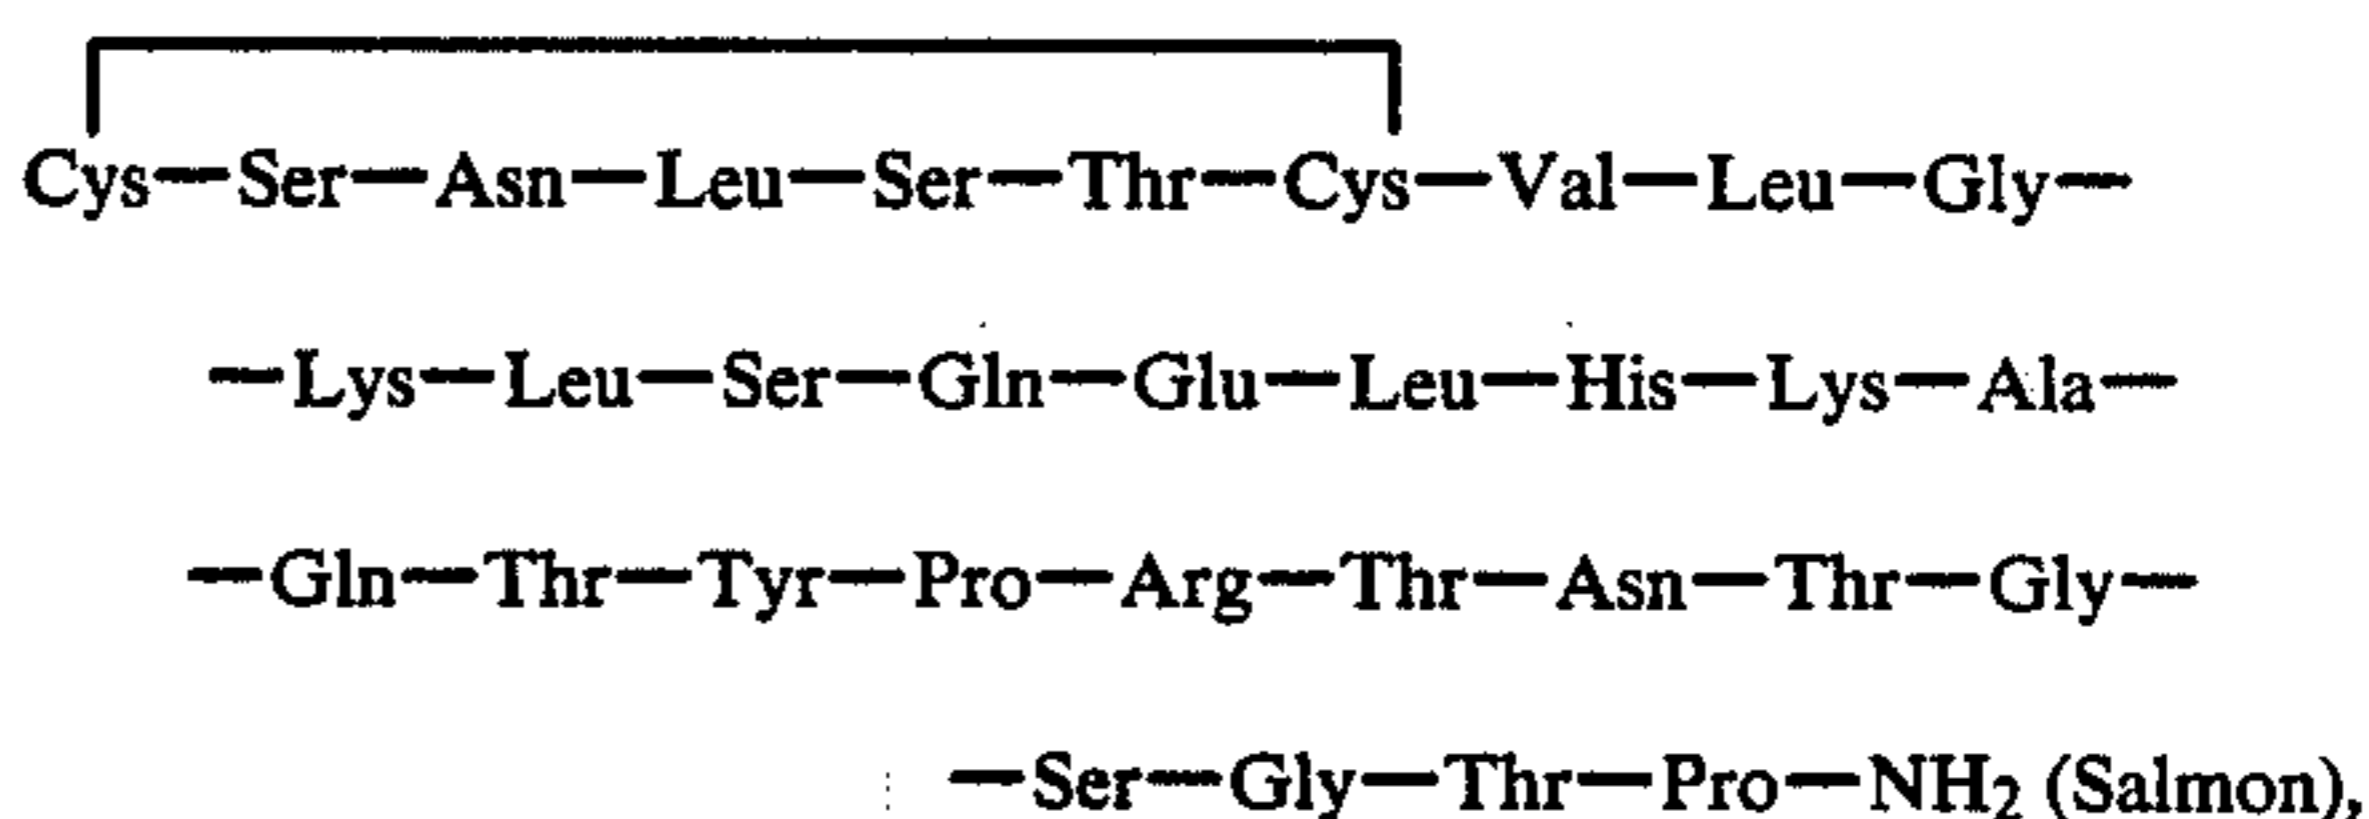 Cys—Ser—Asn—Leu—Ser—Thr—Cys—Val—Leu—Gly—
—Lys—Leu—Ser—Gln—Glu—Leu—His—Lys—Ala—
—Gln—Thr—Tyr—Pro—Arg—Thr—Asn—Thr—Gly—
—Ser—Gly—Thr—Pro—NH₂ (Salmon),